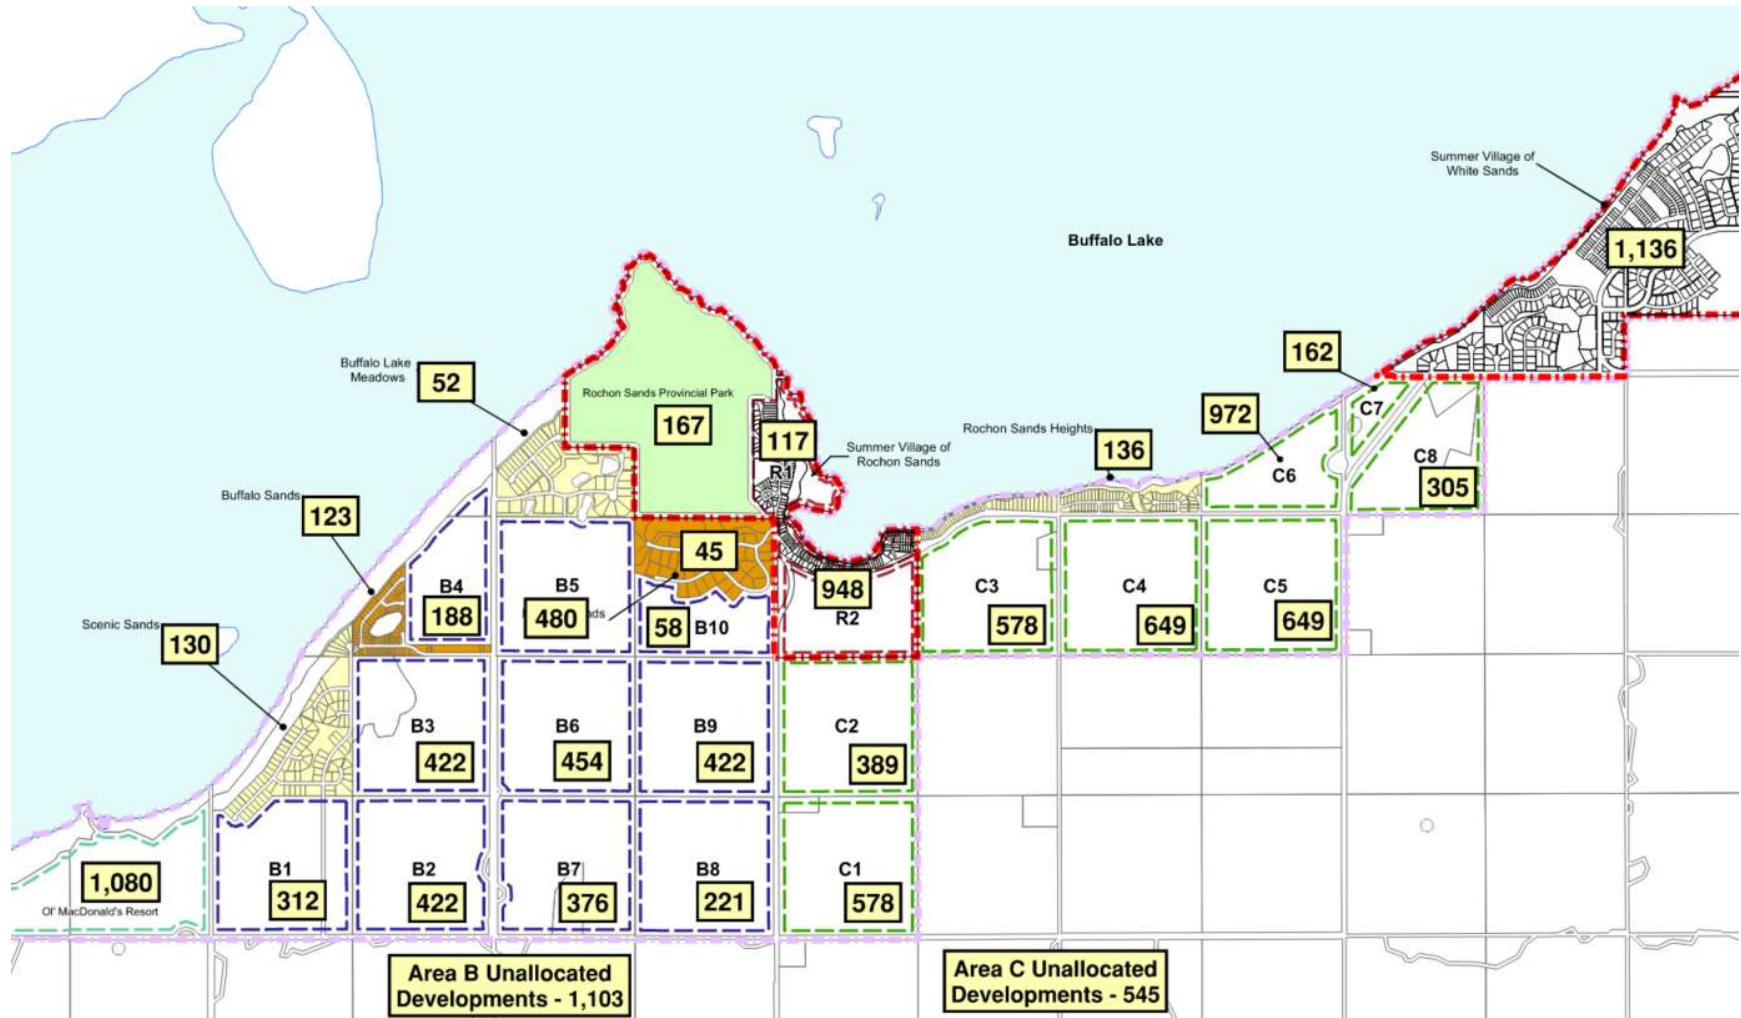 Summer Village of
White Sands
1,136
Buffalo Lake
162
Buffalo Lake
Meadows
52
Rochon Sands Provincial Park
167
117
R1
Summer Village of
Rochon Sands
Rochon Sands Heights
136
972
C6
C7
C8
305
Buffalo Sands
123
45
B4
188
B5
480
58
B10
948
R2
C3
578
C4
649
C5
649
Scenic Sands
130
B3
422
B6
454
B9
422
C2
389
1,080
Ol' MacDonald's Resort
B1
312
B2
422
B7
376
B8
221
C1
578
Area B Unallocated
Developments - 1,103
Area C Unallocated
Developments - 545